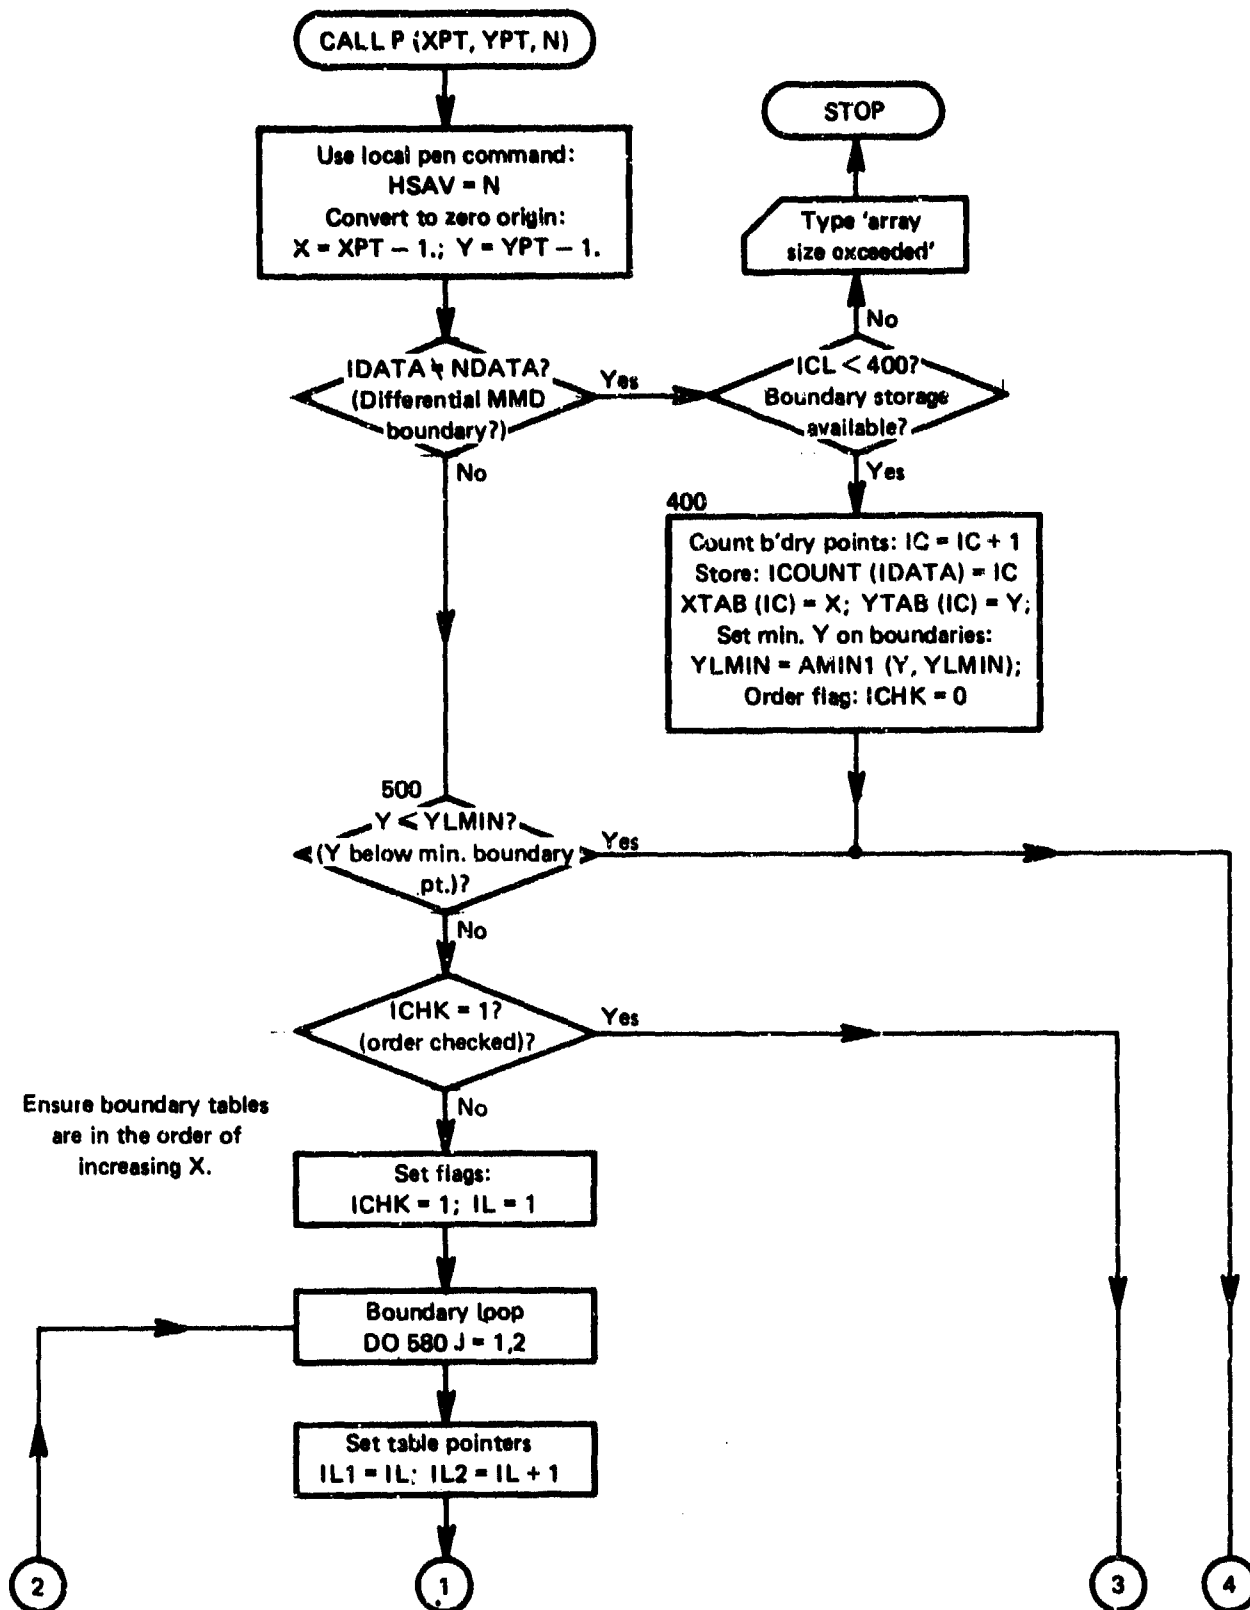 CALL P (XPT, YPT, N)
Use local pen command:
HSAV = N
Convert to zero origin:
X = XPT – 1.; Y = YPT – 1.
STOP
Type 'array
size exceeded'
No
IDATA ≠ NDATA?
(Differential MMD
boundary?)
Yes
No
ICL < 400?
Boundary storage
available?
Yes
400
Count b'dry points: IC = IC + 1
Store: ICOUNT (IDATA) = IC
XTAB (IC) = X; YTAB (IC) = Y;
Set min. Y on boundaries:
YLMIN = AMIN1 (Y, YLMIN);
Order flag: ICHK = 0
500
Y < YLMIN?
(Y below min. boundary
pt.)?
Yes
No
ICHK = 1?
(order checked)?
Yes
No
Ensure boundary tables
are in the order of
increasing X.
Set flags:
ICHK = 1; IL = 1
Boundary loop
DO 580 J = 1,2
Set table pointers
IL1 = IL; IL2 = IL + 1
2
1
3
4